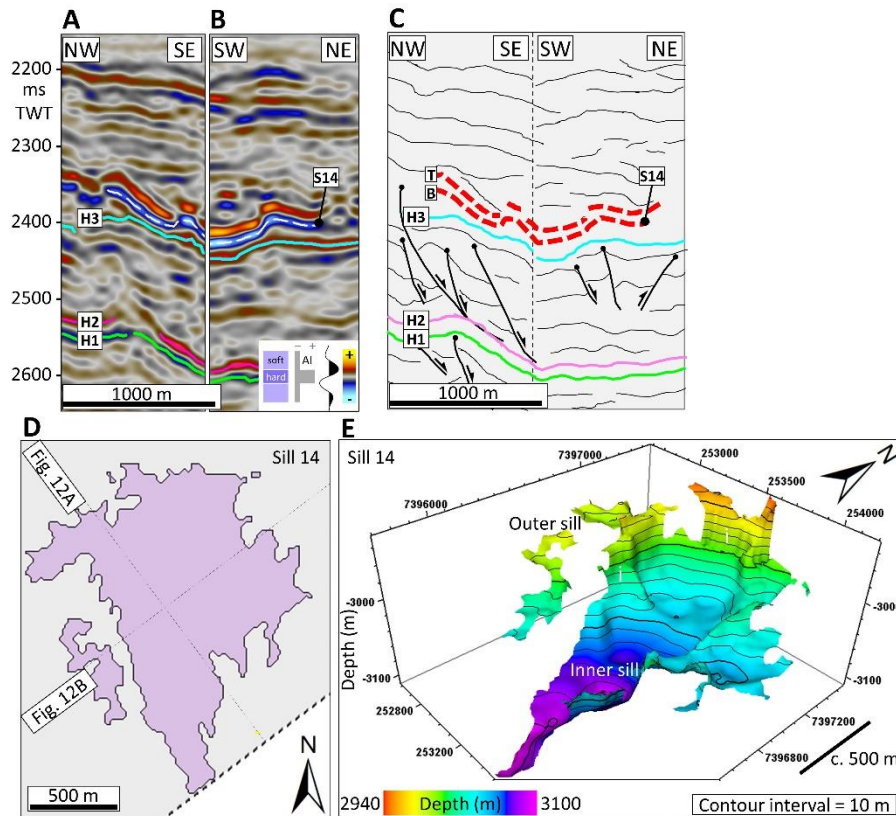 A
B
C
NW
SE
SW
NE
NW
SE
SW
NE
2200
ms
TWT
2300
2400
2500
2600
S14
H3
H2
H1
soft
hard
AI
- +
+
-
1000 m
T
B
S14
H3
H2
H1
1000 m
D
Sill 14
Fig. 12A
Fig. 12B
N
500 m
E
Sill 14
7397000
253000
253500
254000
7396000
N
Outer sill
Inner sill
-3000
-3100
Depth (m)
-300
-3100
252800
253200
7397200
7396800
c. 500 m
2940
Depth (m)
3100
Contour interval = 10 m